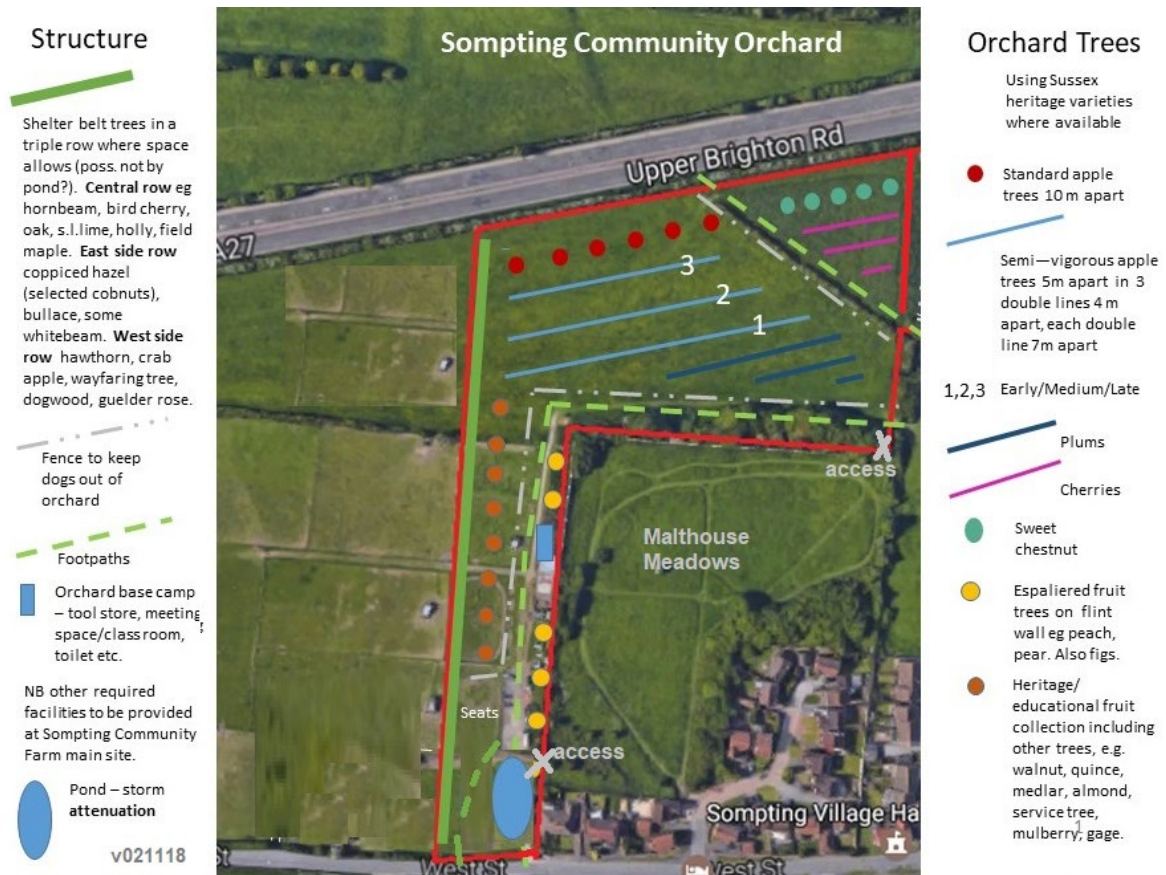 Structure
Shelter belt trees in a
triple row where space
allows (poss. not by
pond?). Central row eg
hornbeam, bird cherry,
oak, s.l.lime, holly, field
maple. East side row
coppiced hazel
(selected cobnuts),
bullace, some
whitebeam. West side
row hawthorn, crab
apple, wayfaring tree,
dogwood, guelder rose.
Fence to keep
dogs out of
orchard
Footpaths
Orchard base camp
– tool store, meeting
space/classroom,
toilet etc.
NB other required
facilities to be provided
at Sompting Community
Farm main site.
Pond – storm
attenuation
v021118
Sompting Community Orchard
Upper Brighton Rd
A27
3
2
1
access
Malthouse
Meadows
Seats
access
Sompting Village Ha
St
West St
West St
Orchard Trees
Using Sussex
heritage varieties
where available
Standard apple
trees 10 m apart
Semi—vigorous apple
trees 5m apart in 3
double lines 4 m
apart, each double
line 7m apart
1,2,3 Early/Medium/Late
Plums
Cherries
Sweet
chestnut
Espaliered fruit
trees on flint
wall eg peach,
pear. Also figs.
Heritage/
educational fruit
collection including
other trees, e.g.
walnut, quince,
medlar, almond,
service tree,
mulberry, gage.
1